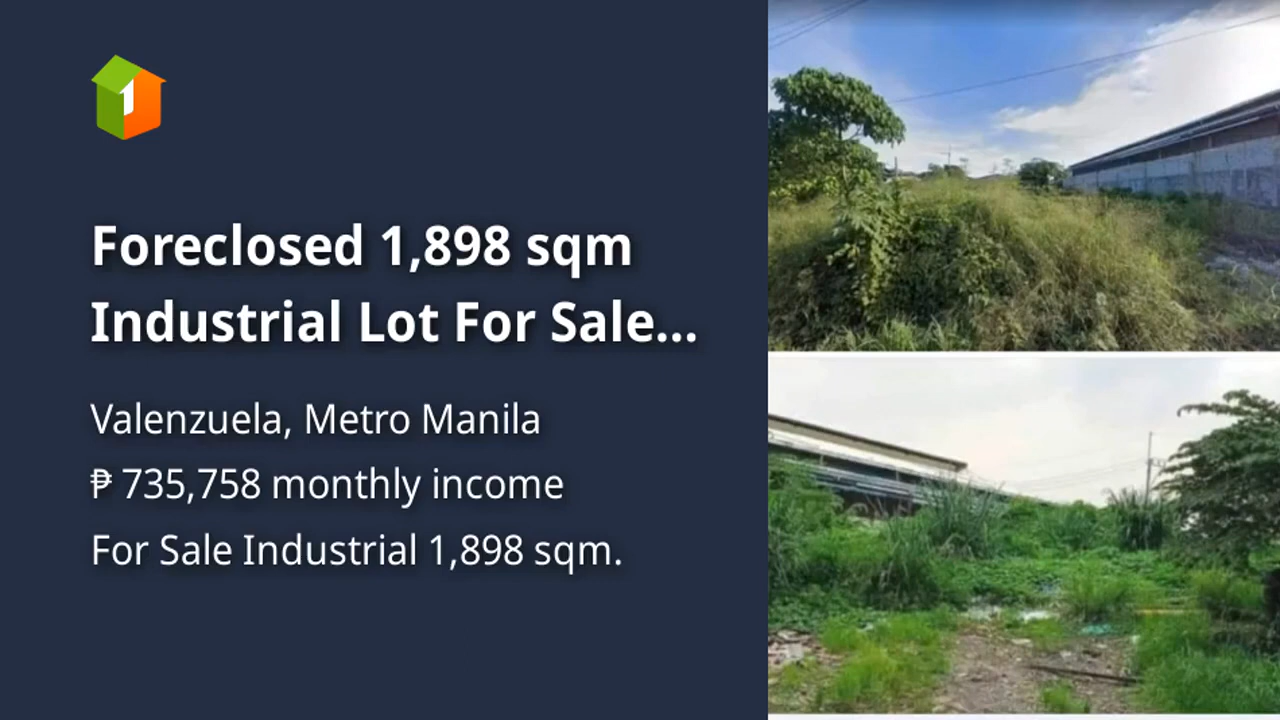 Foreclosed 1,898 sqm
Industrial Lot For Sale...
Valenzuela, Metro Manila
₱ 735,758 monthly income
For Sale Industrial 1,898 sqm.